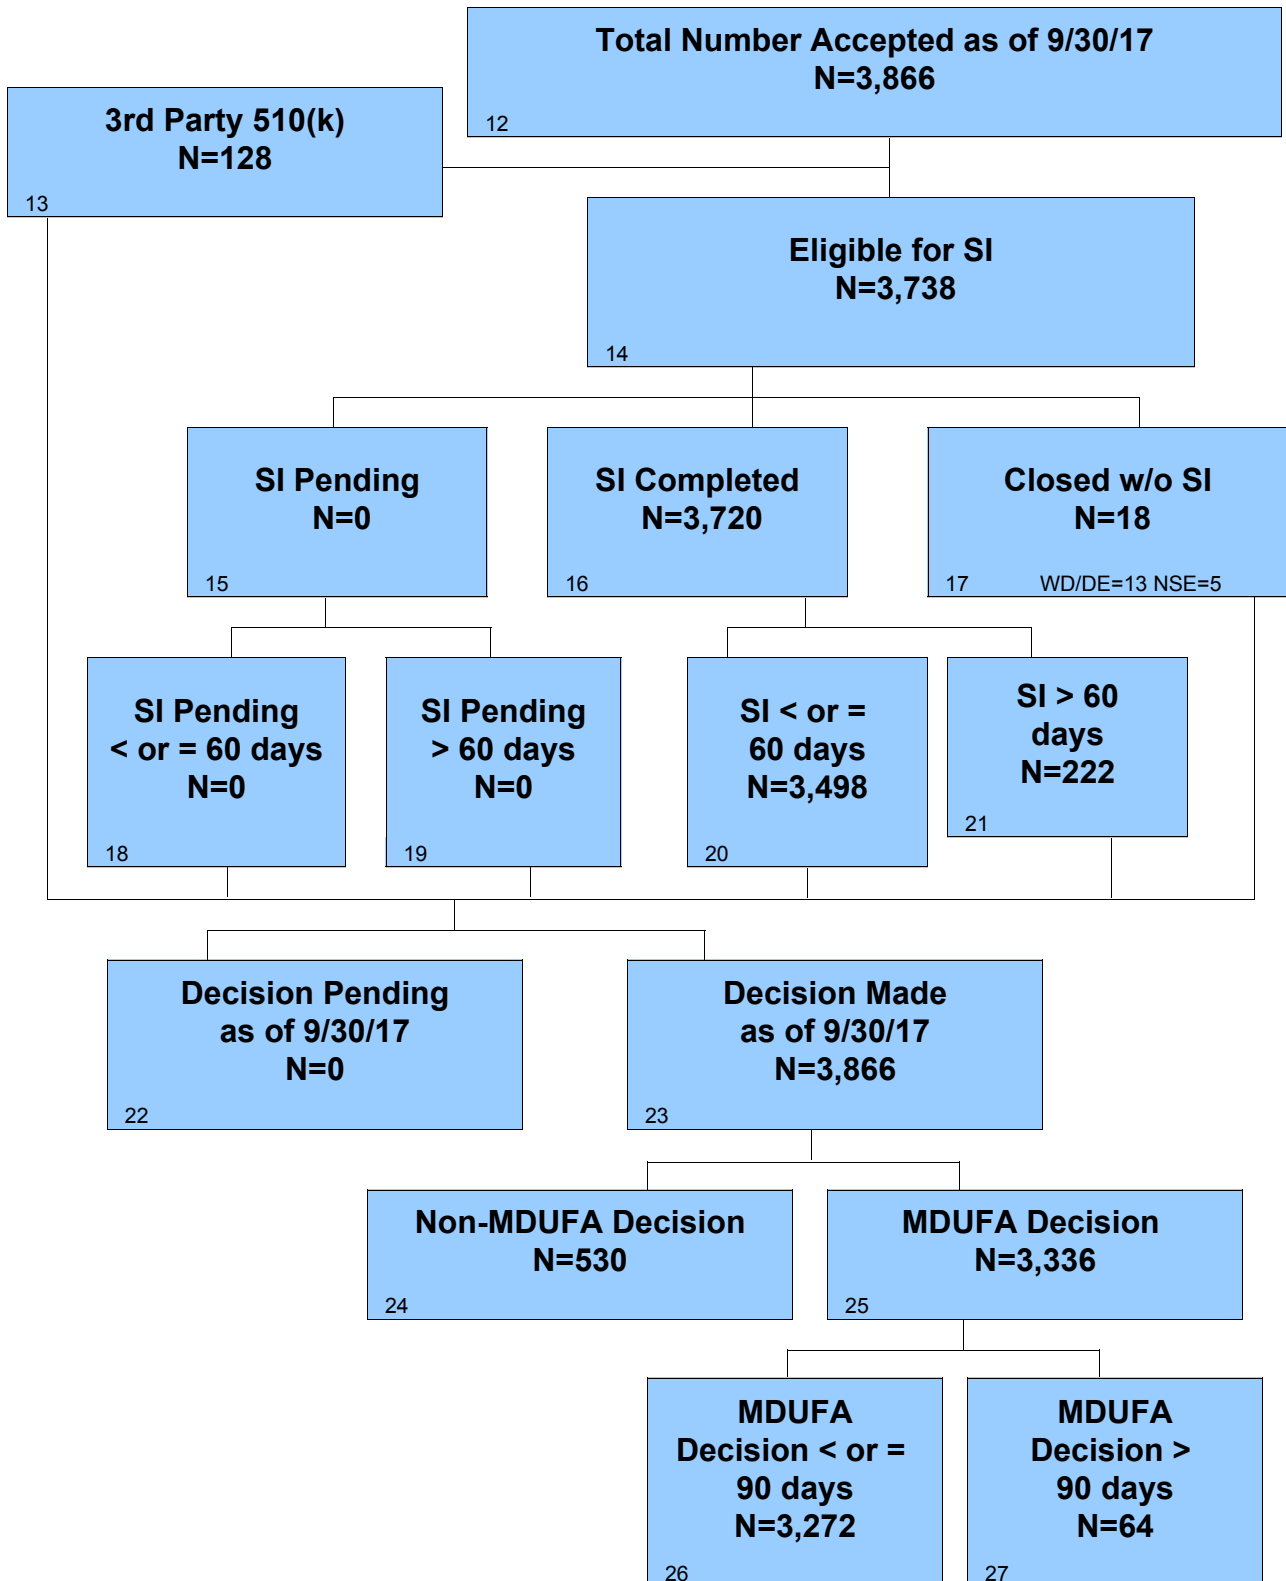 Total Number Accepted as of 9/30/17
N=3,866
12
3rd Party 510(k)
N=128
13
Eligible for SI
N=3,738
14
SI Pending
N=0
15
SI Completed
N=3,720
16
Closed w/o SI
N=18
17 WD/DE=13 NSE=5
SI Pending
< or = 60 days
N=0
18
SI Pending
> 60 days
N=0
19
SI < or =
60 days
N=3,498
20
SI > 60
days
N=222
21
Decision Pending
as of 9/30/17
N=0
22
Decision Made
as of 9/30/17
N=3,866
23
Non-MDUFA Decision
N=530
24
MDUFA Decision
N=3,336
25
MDUFA
Decision < or =
90 days
N=3,272
26
MDUFA
Decision >
90 days
N=64
27